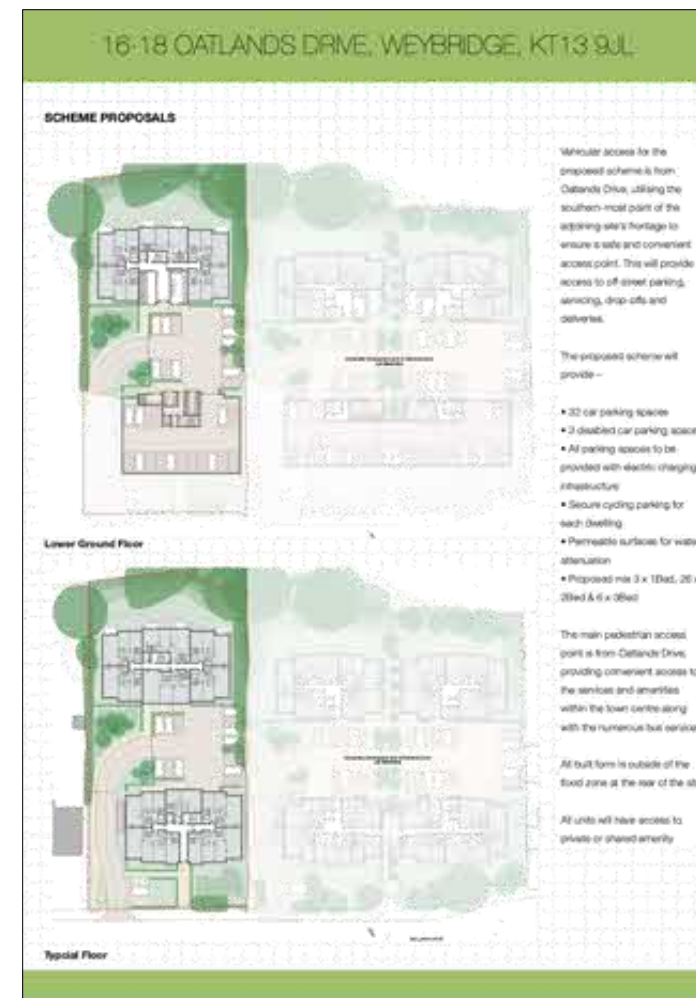 16-18 OATLANDS DRIVE, WEYBRIDGE, KT13 9JL
SCHEME PROPOSALS
Vehicular access for the
proposed scheme is from
Oatlands Drive, utilising the
southern-most point of the
adjoining site's frontage to
ensure a safe and convenient
access point. This will provide
access to off-street parking,
servicing, drop-offs and
deliveries.
The proposed scheme will
provide –
• 32 car parking spaces
• 3 disabled car parking space
• All parking spaces to be
provided with electric charging
infrastructure
• Secure cycling parking for
each dwelling
• Permeable surfaces for wate
attenuation
• Proposed mix 3 x 1Bed, 26 x
2Bed & 6 x 3Bed
The main pedestrian access
point is from Oatlands Drive,
providing convenient access to
the services and amenities
within the town centre along
with the numerous bus service
All built form is outside of the
flood zone at the rear of the si
All units will have access to
private or shared amenity
Lower Ground Floor
Typcial Floor